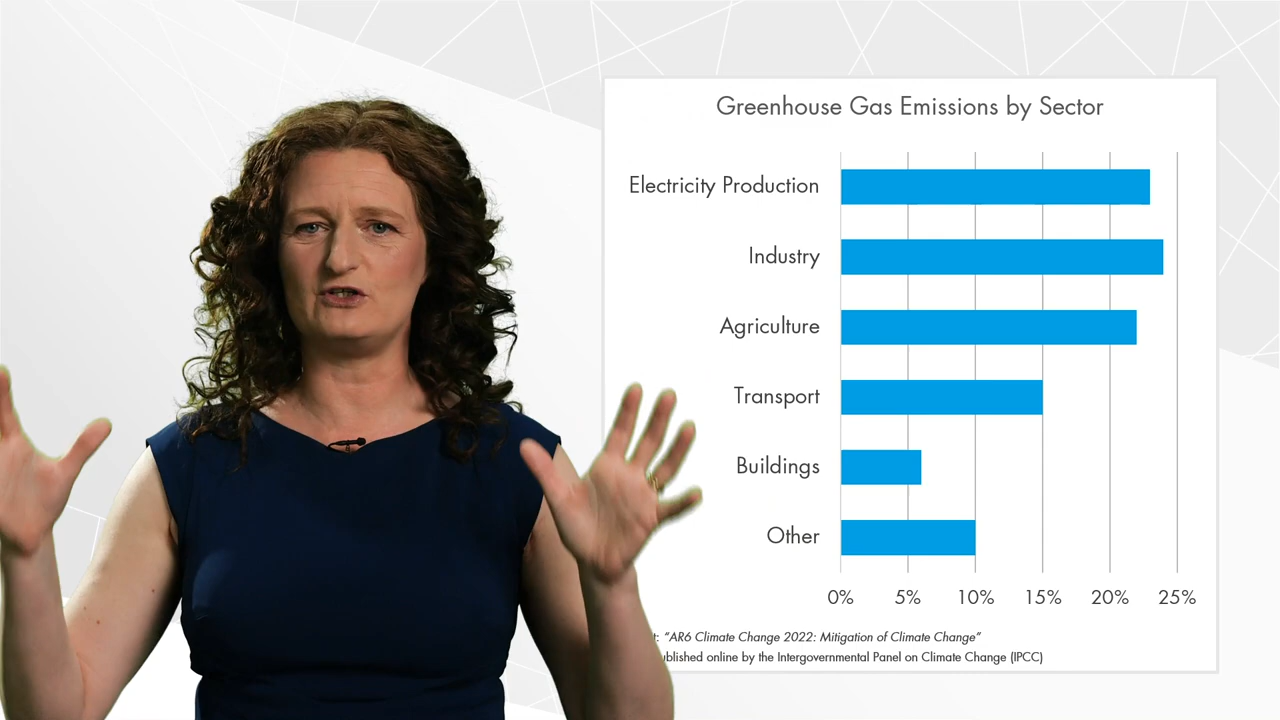 Greenhouse Gas Emissions by Sector
Electricity Production
Industry
Agriculture
Transport
Buildings
Other
0% 5% 10% 15% 20% 25%
"AR6 Climate Change 2022: Mitigation of Climate Change"
online by the Intergovernmental Panel on Climate Change (IPCC)